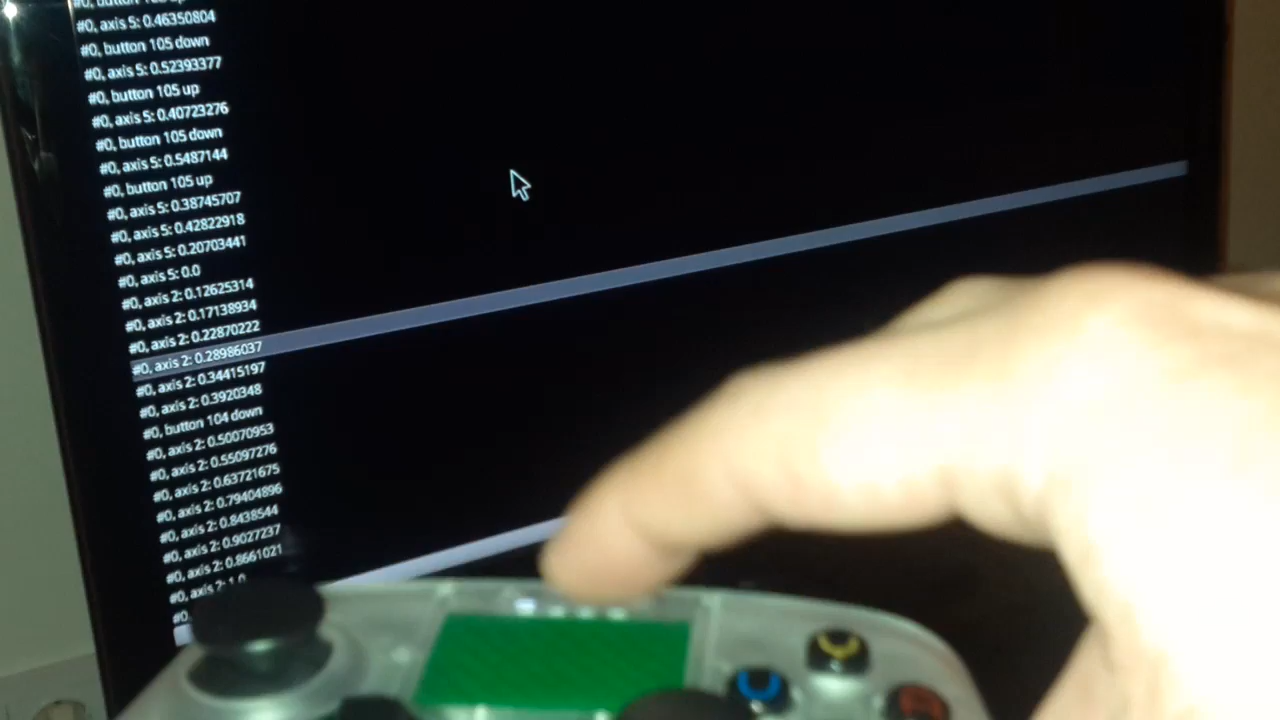 #0, axis 5: 0.46350804
#0, button 105 down
#0, axis 5: 0.52393377
#0, button 105 up
#0, axis 5: 0.40723276
#0, button 105 down
#0, axis 5: 0.5487144
#0, button 105 up
#0, axis 5: 0.38745707
#0, axis 5: 0.42822918
#0, axis 5: 0.20703441
#0, axis 5: 0.0
#0, axis 2: 0.12625314
#0, axis 2: 0.17138934
#0, axis 2: 0.22870222
#0, axis 2: 0.28986037
#0, axis 2: 0.34415197
#0, axis 2: 0.3920348
#0, button 104 down
#0, axis 2: 0.50070953
#0, axis 2: 0.55097276
#0, axis 2: 0.63721675
#0, axis 2: 0.79404896
#0, axis 2: 0.8438544
#0, axis 2: 0.9027237
#0, axis 2: 0.8661021
#0, axis 2: 1.0
#0,